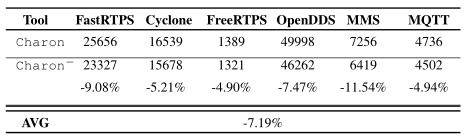 Tool FastRTPS Cyclone FreeRTPS OpenDDS MMS MQTT
Charon 25656 16539 1389 49998 7256 4736
Charon⁻ 23327 15678 1321 46262 6419 4502
-9.08% -5.21% -4.90% -7.47% -11.54% -4.94%
AVG -7.19%